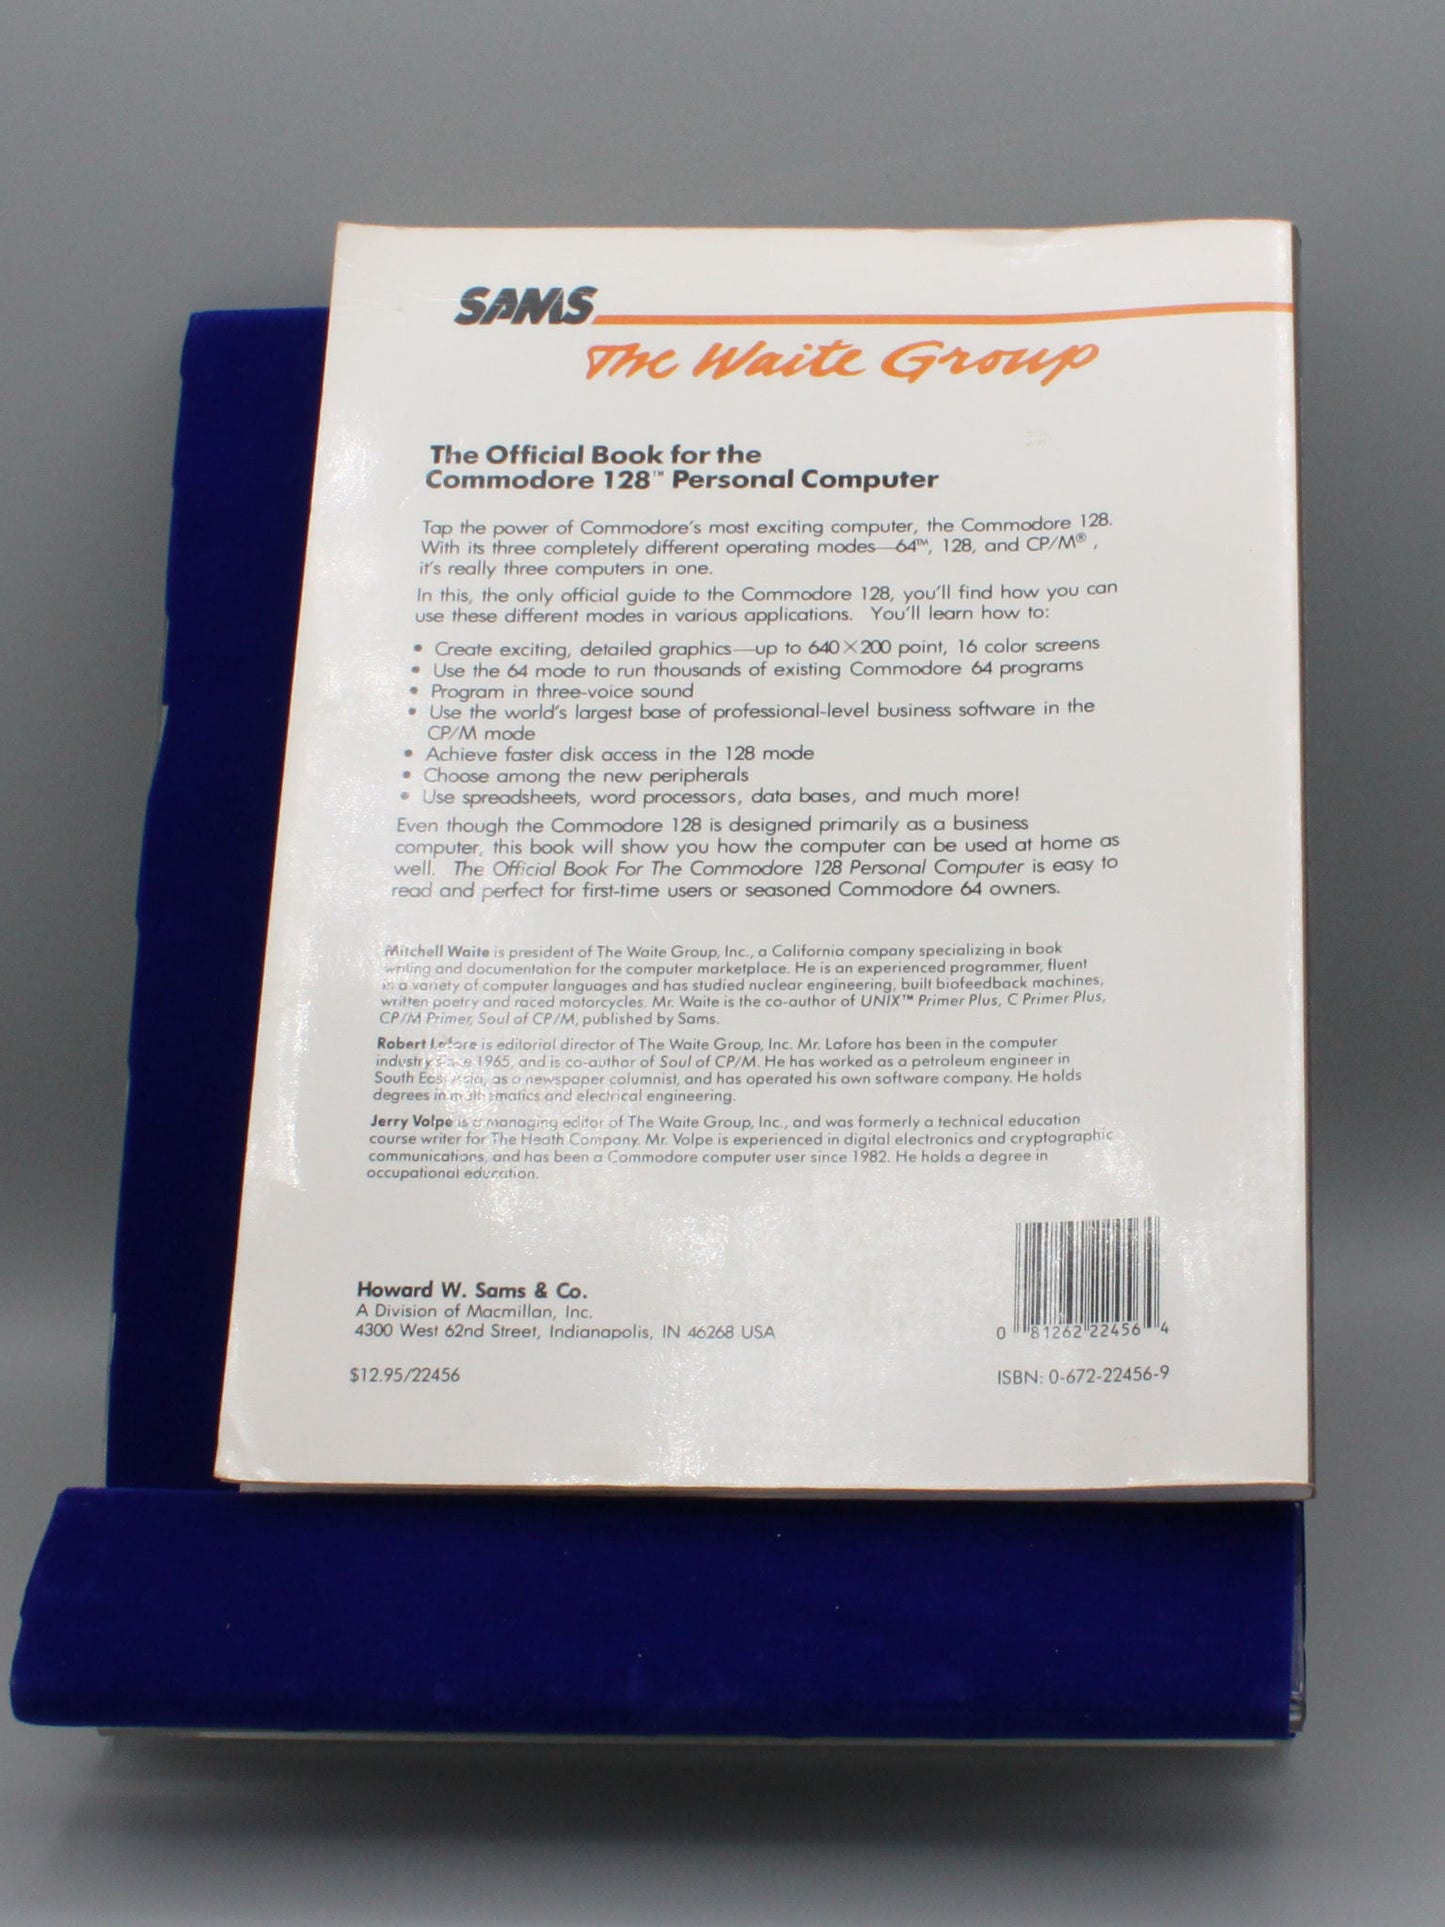 SAMS
The Waite Group
The Official Book for the
Commodore 128™ Personal Computer
Tap the power of Commodore's most exciting computer, the Commodore 128.
With its three completely different operating modes—64™, 128, and CP/M®,
it's really three computers in one.
In this, the only official guide to the Commodore 128, you'll find how you can
use these different modes in various applications. You'll learn how to:
• Create exciting, detailed graphics—up to 640×200 point, 16 color screens
• Use the 64 mode to run thousands of existing Commodore 64 programs
• Program in three-voice sound
• Use the world's largest base of professional-level business software in the
CP/M mode
• Achieve faster disk access in the 128 mode
• Choose among the new peripherals
• Use spreadsheets, word processors, data bases, and much more!
Even though the Commodore 128 is designed primarily as a business
computer, this book will show you how the computer can be used at home as
well. The Official Book For The Commodore 128 Personal Computer is easy to
read and perfect for first-time users or seasoned Commodore 64 owners.
Mitchell Waite is president of The Waite Group, Inc., a California company specializing in book
writing and documentation for the computer marketplace. He is an experienced programmer, fluent
in a variety of computer languages and has studied nuclear engineering, built biofeedback machines,
written poetry and raced motorcycles. Mr. Waite is the co-author of UNIX™ Primer Plus, C Primer Plus,
CP/M Primer, Soul of CP/M, published by Sams.
Robert Lafore is editorial director of The Waite Group, Inc. Mr. Lafore has been in the computer
industry since 1965, and is co-author of Soul of CP/M. He has worked as a petroleum engineer in
South East Asia, as a newspaper columnist, and has operated his own software company. He holds
degrees in mathematics and electrical engineering.
Jerry Volpe is a managing editor of The Waite Group, Inc., and was formerly a technical education
course writer for The Heath Company. Mr. Volpe is experienced in digital electronics and cryptographic
communications, and has been a Commodore computer user since 1982. He holds a degree in
occupational education.
Howard W. Sams & Co.
A Division of Macmillan, Inc.
4300 West 62nd Street, Indianapolis, IN 46268 USA
$12.95/22456
0 81262 22456 4
ISBN: 0-672-22456-9